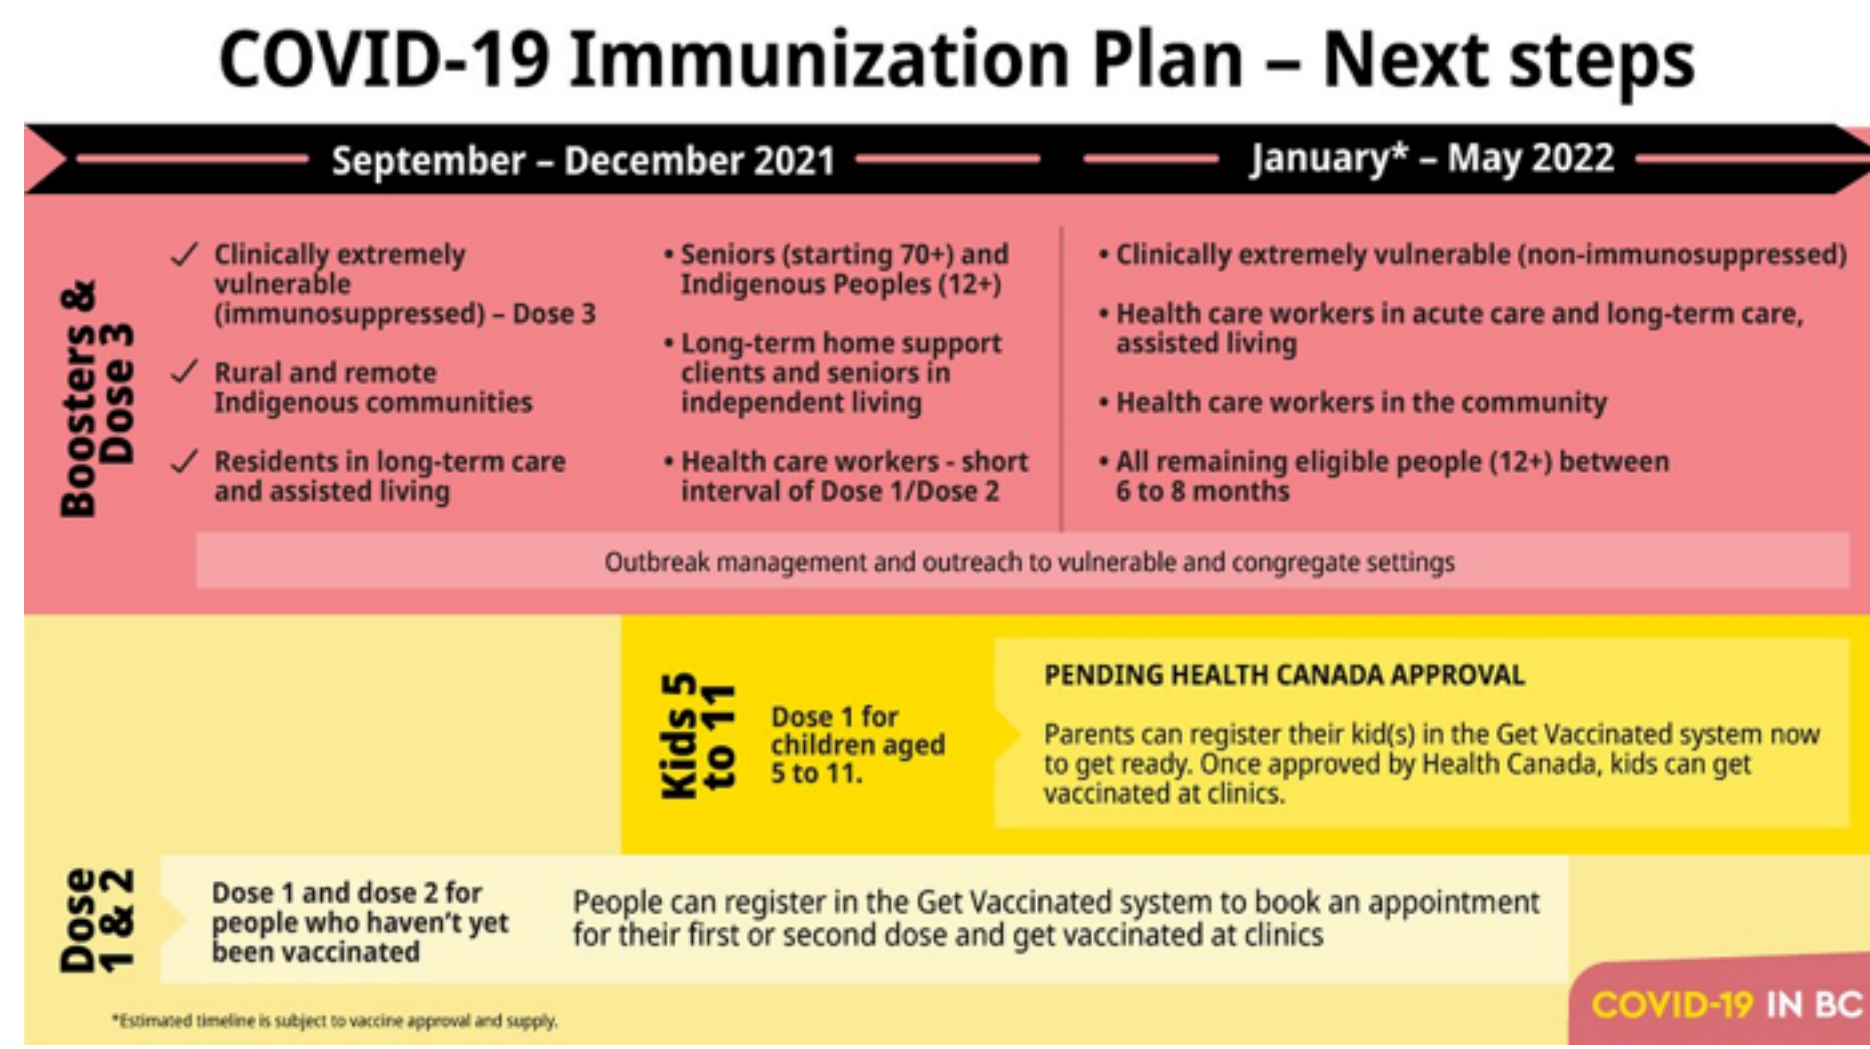 COVID-19 Immunization Plan – Next steps
September – December 2021
January* – May 2022
Boosters &
Dose 3
✓ Clinically extremely
vulnerable
(immunosuppressed) – Dose 3
✓ Rural and remote
Indigenous communities
✓ Residents in long-term care
and assisted living
• Seniors (starting 70+) and
Indigenous Peoples (12+)
• Long-term home support
clients and seniors in
independent living
• Health care workers - short
interval of Dose 1/Dose 2
• Clinically extremely vulnerable (non-immunosuppressed)
• Health care workers in acute care and long-term care,
assisted living
• Health care workers in the community
• All remaining eligible people (12+) between
6 to 8 months
Outbreak management and outreach to vulnerable and congregate settings
Kids 5
to 11
Dose 1 for
children aged
5 to 11.
PENDING HEALTH CANADA APPROVAL
Parents can register their kid(s) in the Get Vaccinated system now
to get ready. Once approved by Health Canada, kids can get
vaccinated at clinics.
Dose
1 & 2
Dose 1 and dose 2 for
people who haven't yet
been vaccinated
People can register in the Get Vaccinated system to book an appointment
for their first or second dose and get vaccinated at clinics
*Estimated timeline is subject to vaccine approval and supply.
COVID-19 IN BC